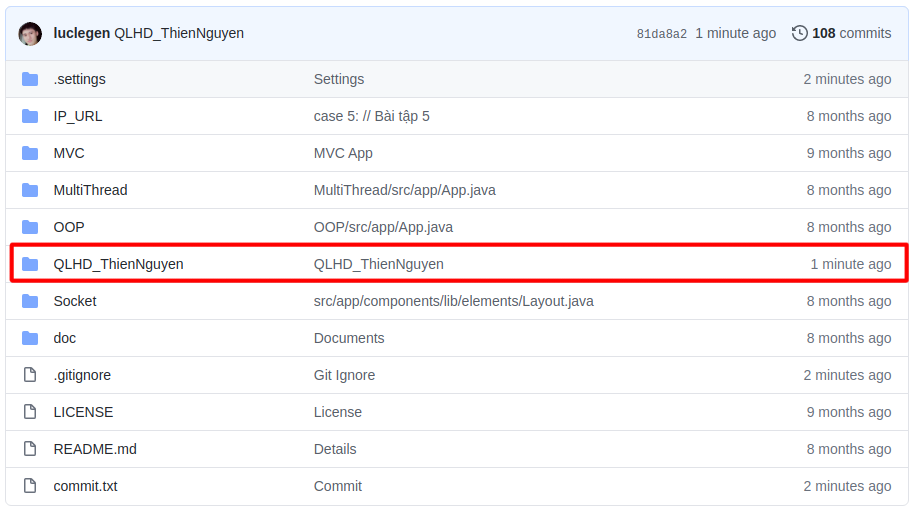 luclegen QLHD_ThienNguyen 81da8a2 1 minute ago 108 commits
.settings Settings 2 minutes ago
IP_URL case 5: // Bài tập 5 8 months ago
MVC MVC App 9 months ago
MultiThread MultiThread/src/app/App.java 8 months ago
OOP OOP/src/app/App.java 8 months ago
QLHD_ThienNguyen QLHD_ThienNguyen 1 minute ago
Socket src/app/components/lib/elements/Layout.java 8 months ago
doc Documents 8 months ago
.gitignore Git Ignore 2 minutes ago
LICENSE License 9 months ago
README.md Details 8 months ago
commit.txt Commit 2 minutes ago